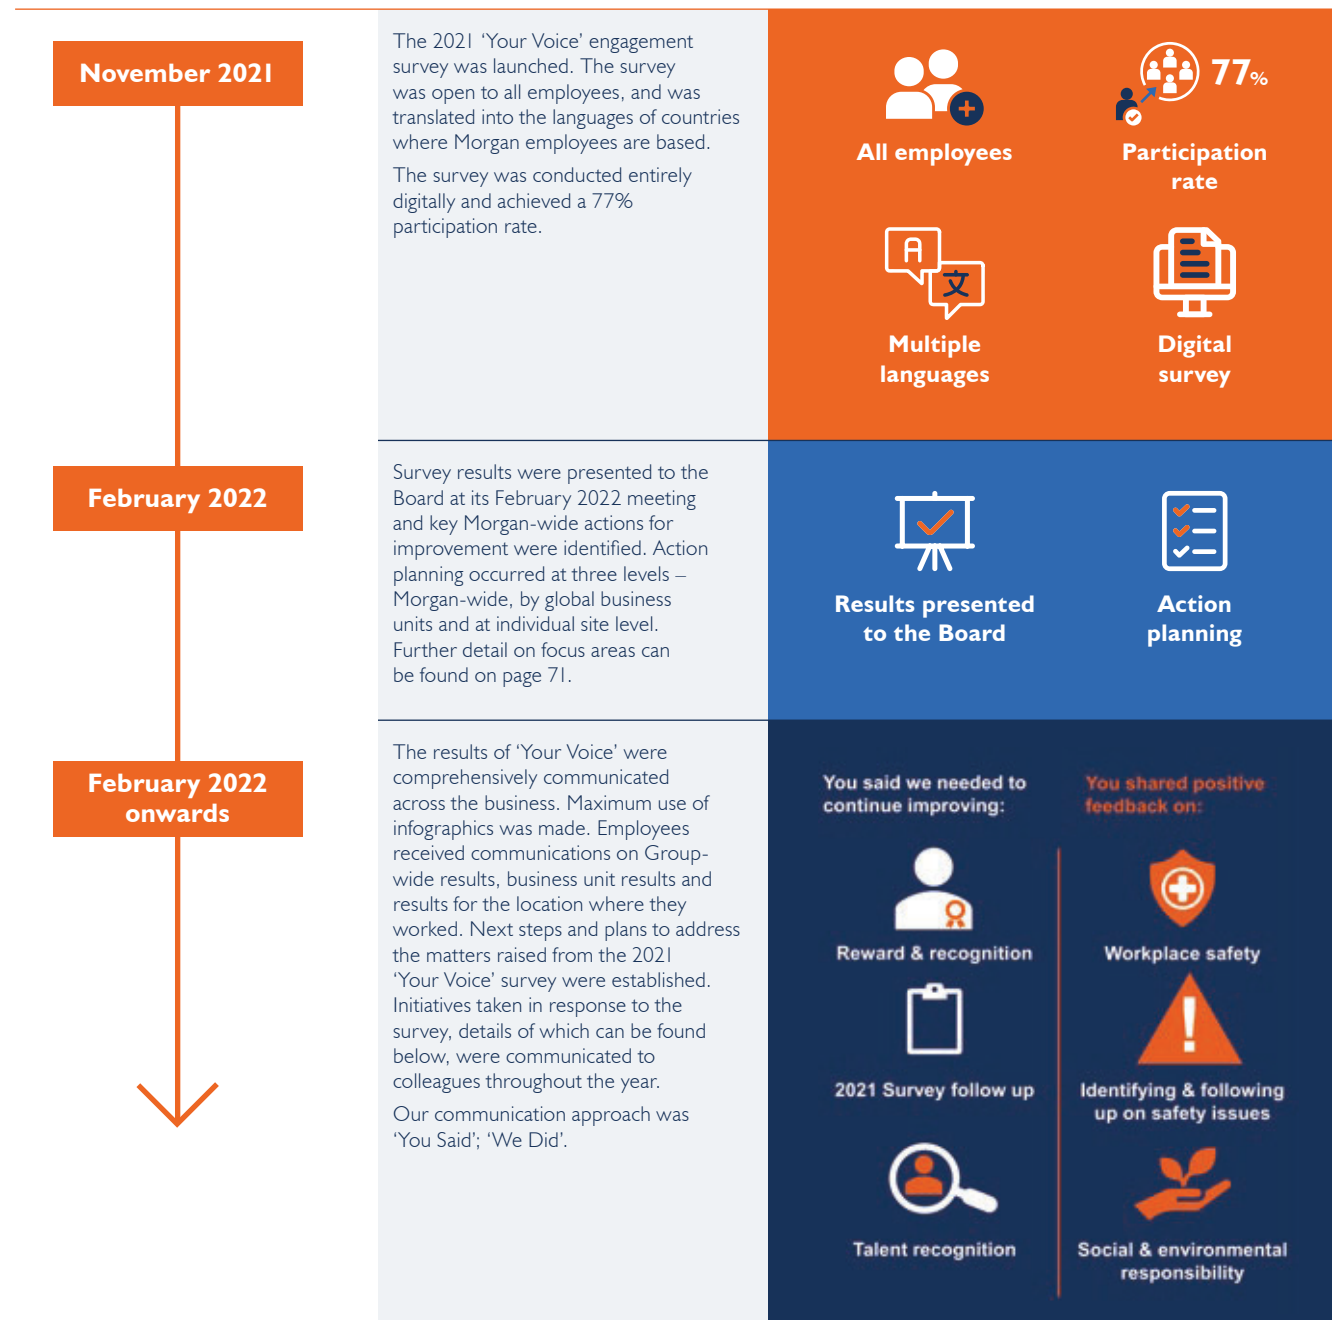 November 2021
The 2021 ‘Your Voice’ engagement
survey was launched. The survey
was open to all employees, and was
translated into the languages of countries
where Morgan employees are based.
The survey was conducted entirely
digitally and achieved a 77%
participation rate.
All employees
77%
Participation
rate
A
文
Multiple
languages
Digital
survey
February 2022
Survey results were presented to the
Board at its February 2022 meeting
and key Morgan-wide actions for
improvement were identified. Action
planning occurred at three levels –
Morgan-wide, by global business
units and at individual site level.
Further detail on focus areas can
be found on page 71.
Results presented
to the Board
Action
planning
February 2022
onwards
The results of ‘Your Voice’ were
comprehensively communicated
across the business. Maximum use of
infographics was made. Employees
received communications on Group-
wide results, business unit results and
results for the location where they
worked. Next steps and plans to address
the matters raised from the 2021
‘Your Voice’ survey were established.
Initiatives taken in response to the
survey, details of which can be found
below, were communicated to
colleagues throughout the year.
Our communication approach was
‘You Said’; ‘We Did’.
You said we needed to
continue improving:
Reward & recognition
2021 Survey follow up
Talent recognition
You shared positive
feedback on:
Workplace safety
Identifying & following
up on safety issues
Social & environmental
responsibility